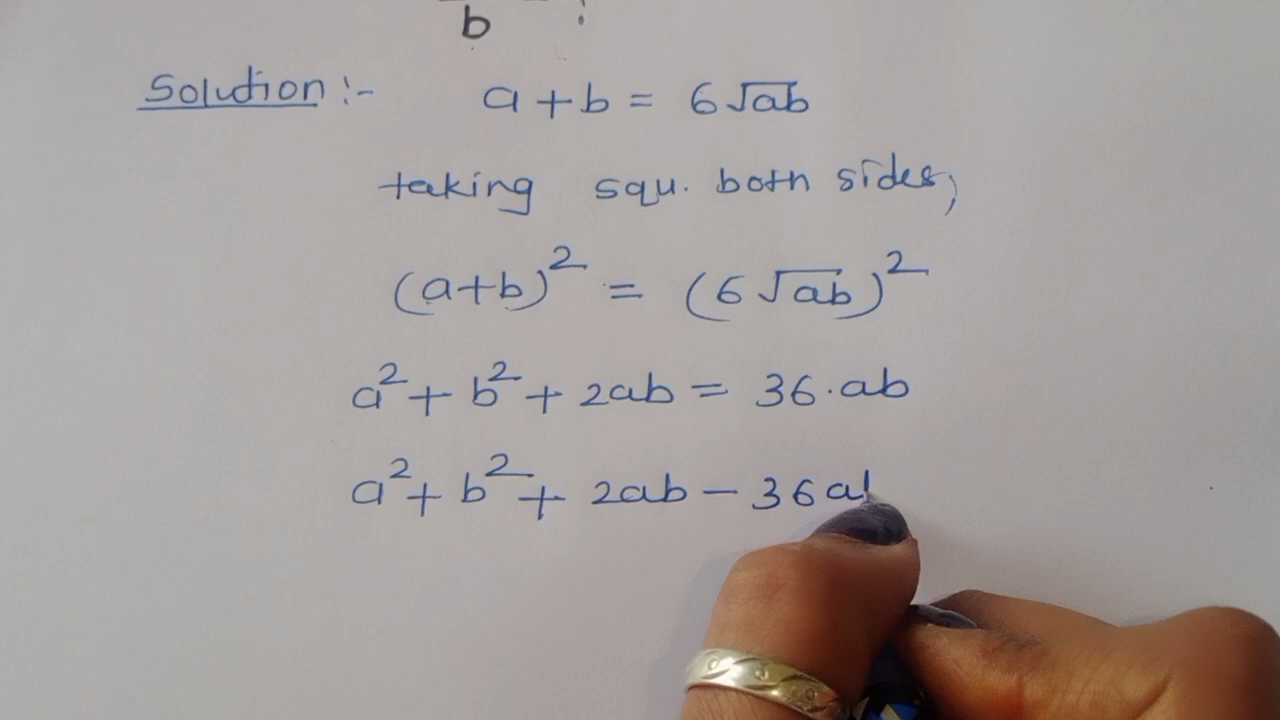 b ?
Solution :- a + b = 6√ab
taking squ. both sides,
(a+b)² = (6√ab)²
a² + b² + 2ab = 36.ab
a² + b² + 2ab - 36a